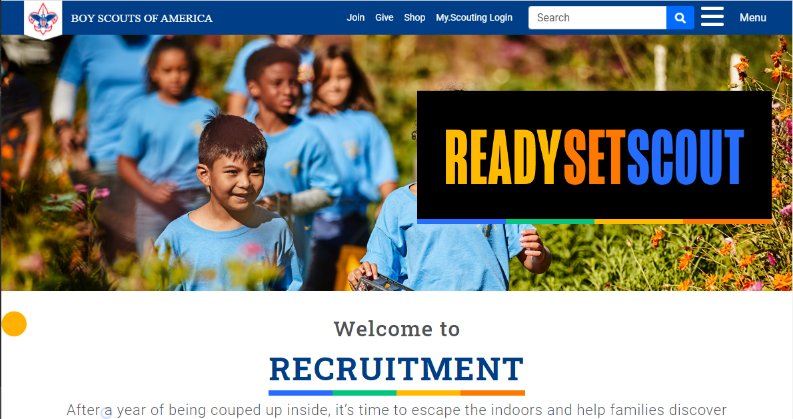 BOY SCOUTS OF AMERICA
Join Give Shop My.Scouting Login Search Menu
READYSETSCOUT
Welcome to
RECRUITMENT
After a year of being couped up inside, it's time to escape the indoors and help families discover